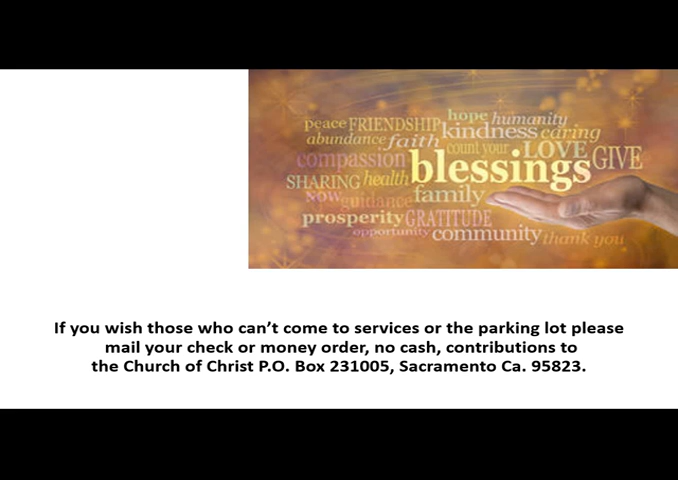 hope humanity
peace FRIENDSHIP kindness caring
abundance faith count your LOVE GIVE
compassion blessings
SHARING health
now guidance family
prosperity GRATITUDE
opportunity community thank you
If you wish those who can't come to services or the parking lot please
mail your check or money order, no cash, contributions to
the Church of Christ P.O. Box 231005, Sacramento Ca. 95823.